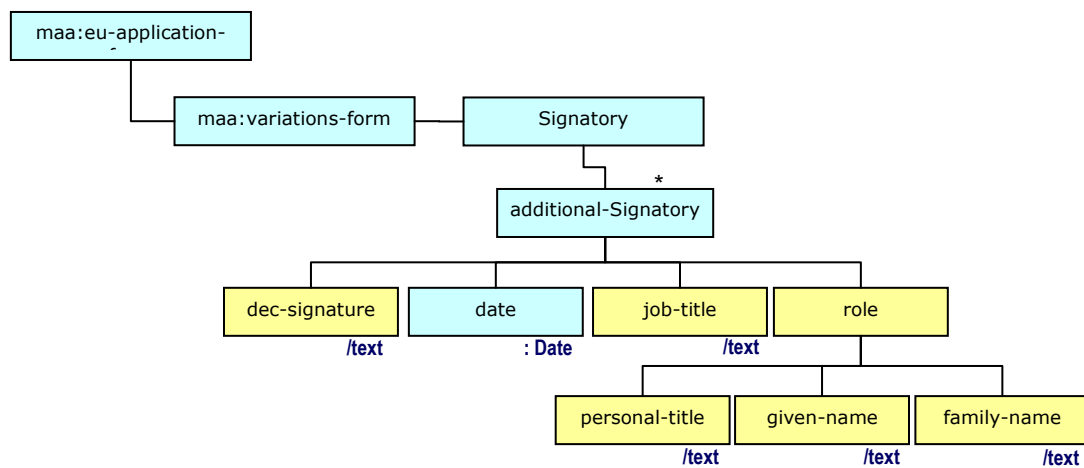 maa:eu-application-
maa:variations-form
Signatory
*
additional-Signatory
dec-signature
date
job-title
role
/text
: Date
/text
personal-title
given-name
family-name
/text
/text
/text